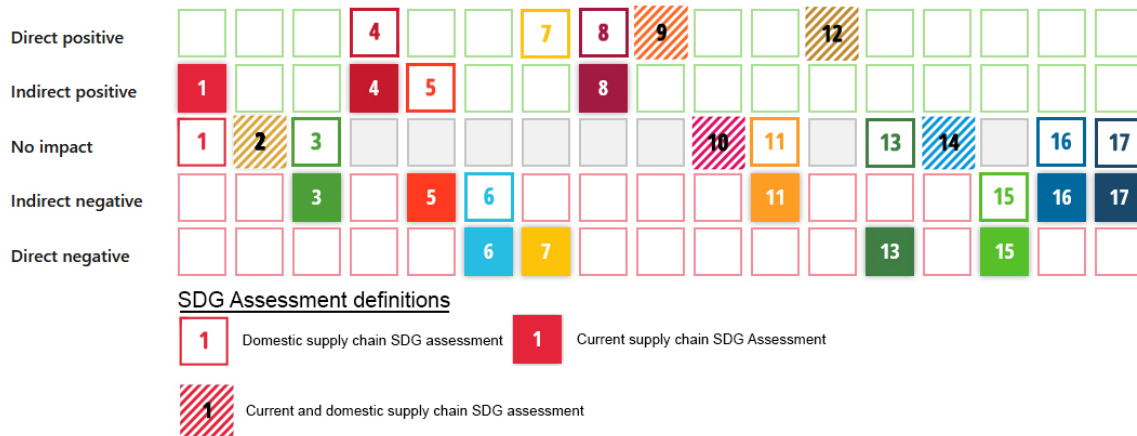 Direct positive 4 7 8 9 12
Indirect positive 1 4 5 8
No impact 1 2 3 10 11 13 14 16 17
Indirect negative 3 5 6 11 15 16 17
Direct negative 6 7 13 15
SDG Assessment definitions
1 Domestic supply chain SDG assessment 1 Current supply chain SDG Assessment
1 Current and domestic supply chain SDG assessment